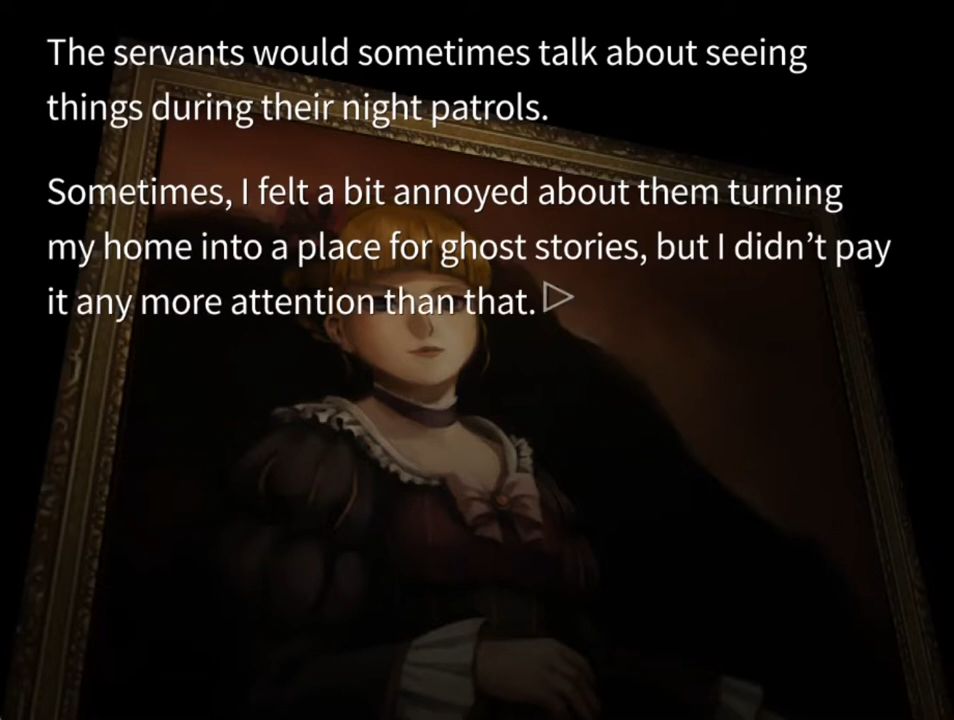 The servants would sometimes talk about seeing
things during their night patrols.
Sometimes, I felt a bit annoyed about them turning
my home into a place for ghost stories, but I didn’t pay
it any more attention than that.